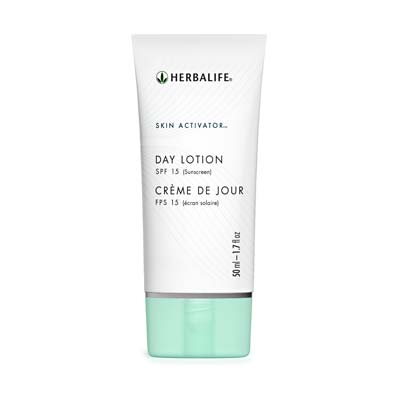 HERBALIFE®
SKIN ACTIVATOR™
DAY LOTION
SPF 15 (Sunscreen)
CRÈME DE JOUR
FPS 15 (écran solaire)
50 ml – 1.7 fl oz